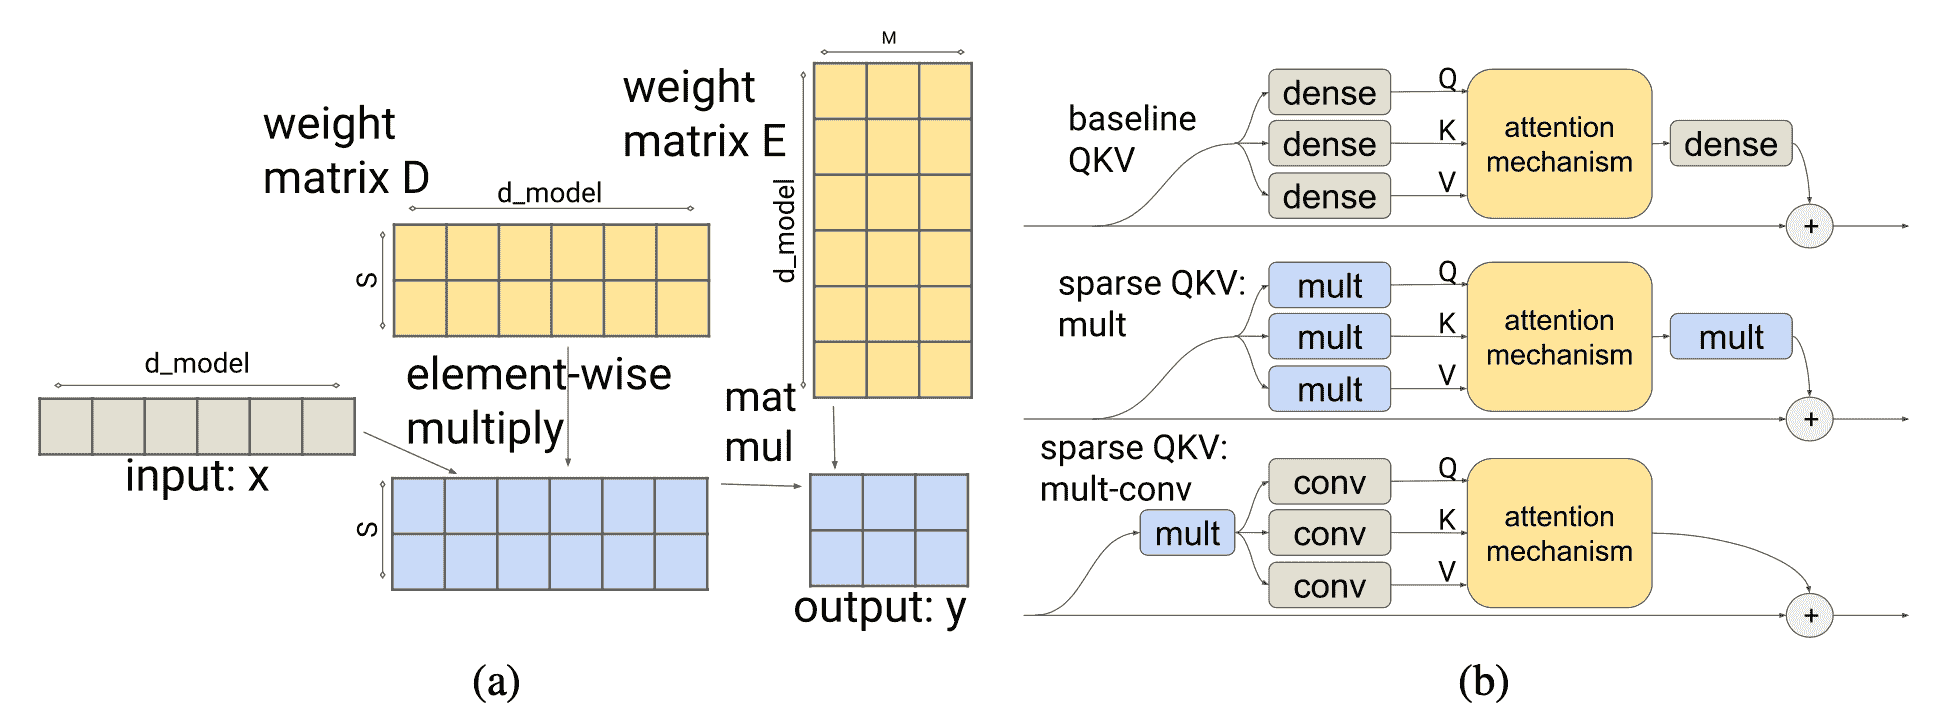 weight
matrix D
d_model
S
d_model
input: x
element-wise
multiply
S
weight
matrix E
M
d_model
mat
mul
output: y
(a)
baseline
QKV
dense
dense
dense
Q
K
V
attention
mechanism
dense
+
sparse QKV:
mult
mult
mult
mult
Q
K
V
attention
mechanism
mult
+
sparse QKV:
mult-conv
mult
conv
conv
conv
Q
K
V
attention
mechanism
+
(b)